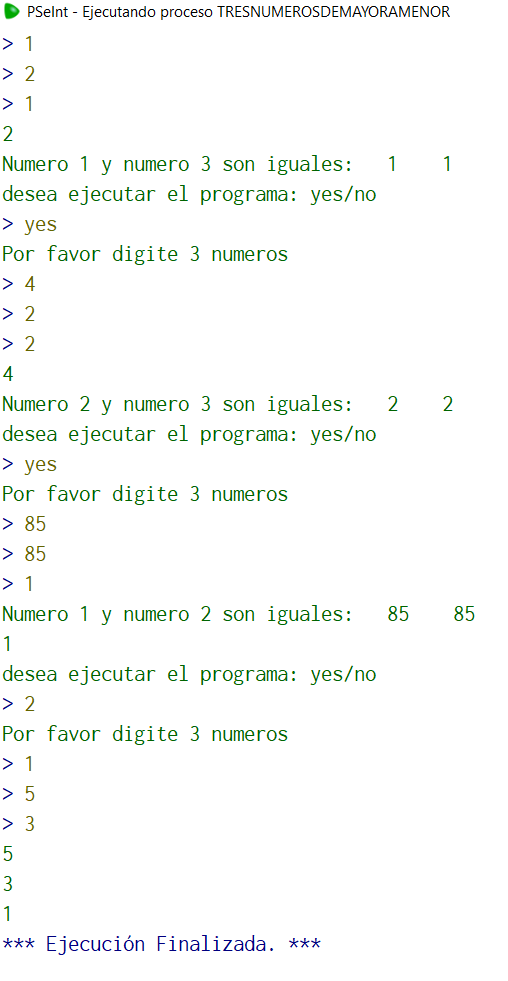 PSeInt - Ejecutando proceso TRESNUMEROSDEMAYORAMENOR
> 1
> 2
> 1
2
Numero 1 y numero 3 son iguales:   1    1
desea ejecutar el programa: yes/no
> yes
Por favor digite 3 numeros
> 4
> 2
> 2
4
Numero 2 y numero 3 son iguales:   2    2
desea ejecutar el programa: yes/no
> yes
Por favor digite 3 numeros
> 85
> 85
> 1
Numero 1 y numero 2 son iguales:   85    85
1
desea ejecutar el programa: yes/no
> 2
Por favor digite 3 numeros
> 1
> 5
> 3
5
3
1
*** Ejecución Finalizada. ***